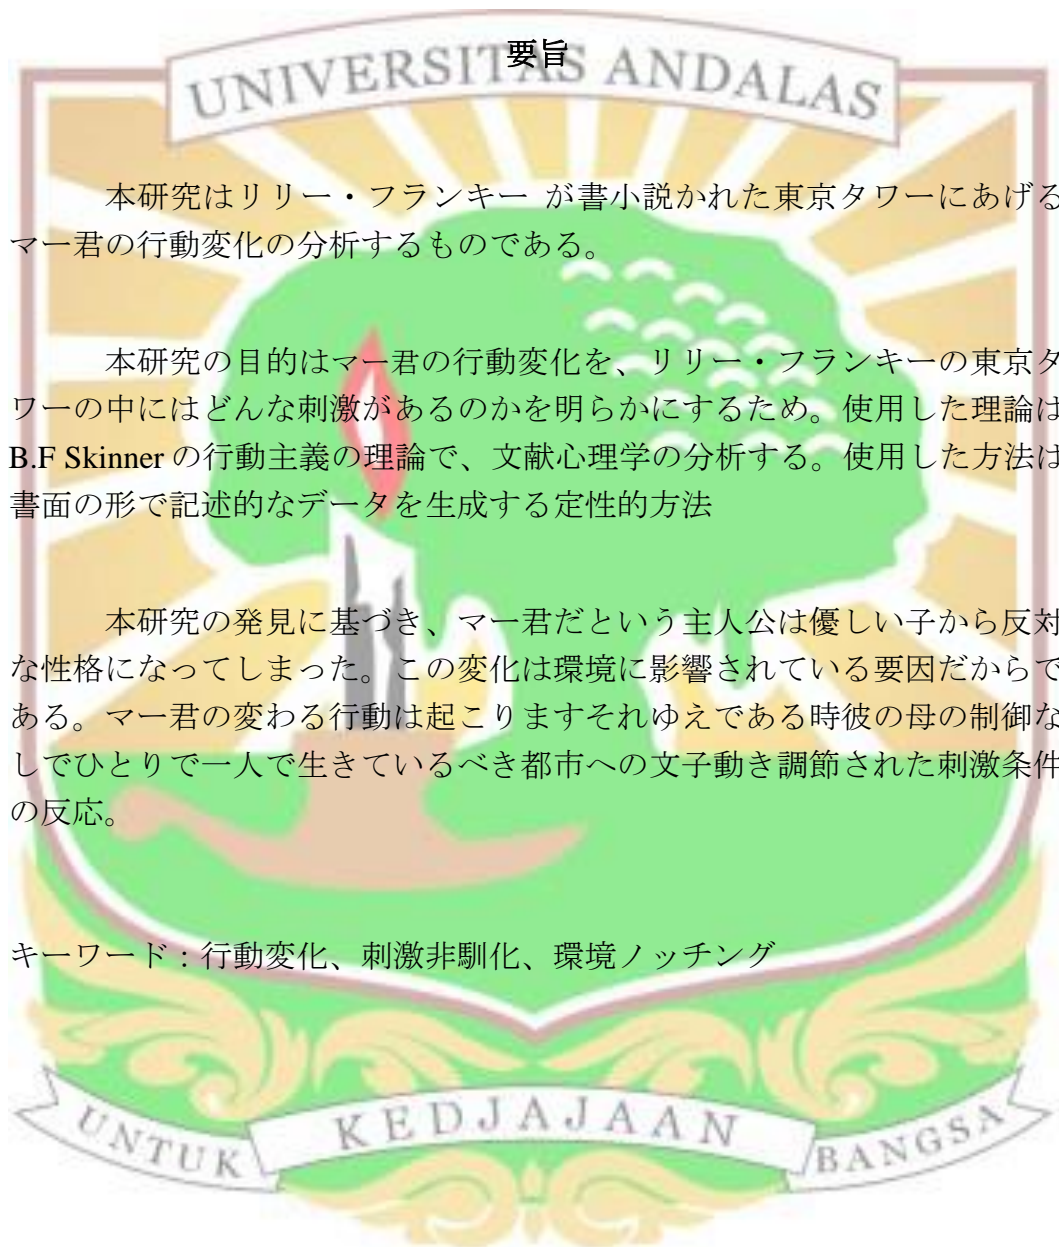 要旨
UNIVERSITAS ANDALAS
本研究はリリー・フランキー が書小説かれた東京タワーにあげる
マー君の行動変化の分析するものである。
本研究の目的はマー君の行動変化を、リリー・フランキーの東京タ
ワーの中にはどんな刺激があるのかを明らかにするため。使用した理論は
B.F Skinner の行動主義の理論で、文献心理学の分析する。使用した方法は
書面の形で記述的なデータを生成する定性的方法
本研究の発見に基づき、マー君だという主人公は優しい子から反対
な性格になってしまった。この変化は環境に影響されている要因だからで
ある。マー君の変わる行動は起こりますそれゆえである時彼の母の制御な
しでひとりで一人で生きているべき都市への文子動き調節された刺激条件
の反応。
キーワード : 行動変化、刺激非馴化、環境ノッチング
UNTUK KEDJAJAAN BANGSA